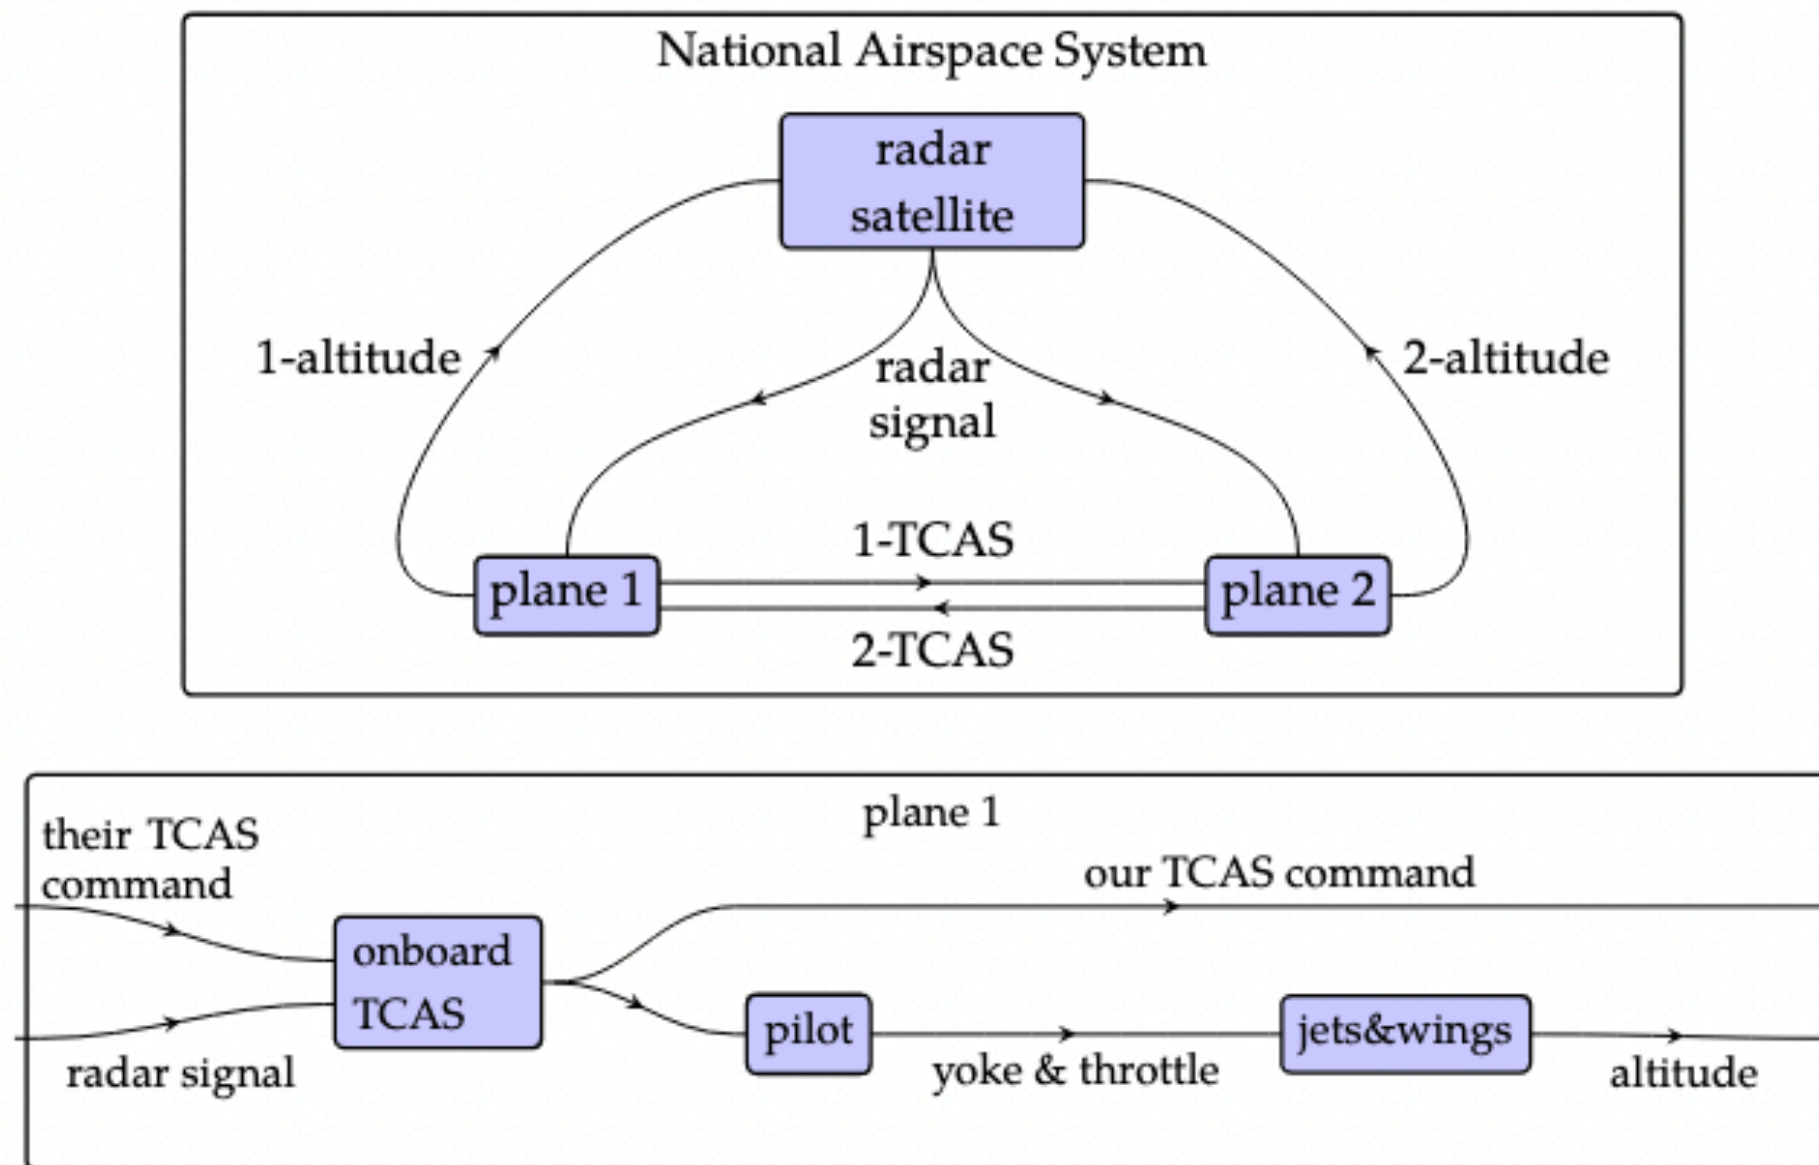 National Airspace System
radar
satellite
1-altitude
radar
signal
2-altitude
1-TCAS
plane 1
plane 2
2-TCAS
plane 1
their TCAS
command
our TCAS command
onboard
TCAS
pilot
jets&wings
radar signal
yoke & throttle
altitude